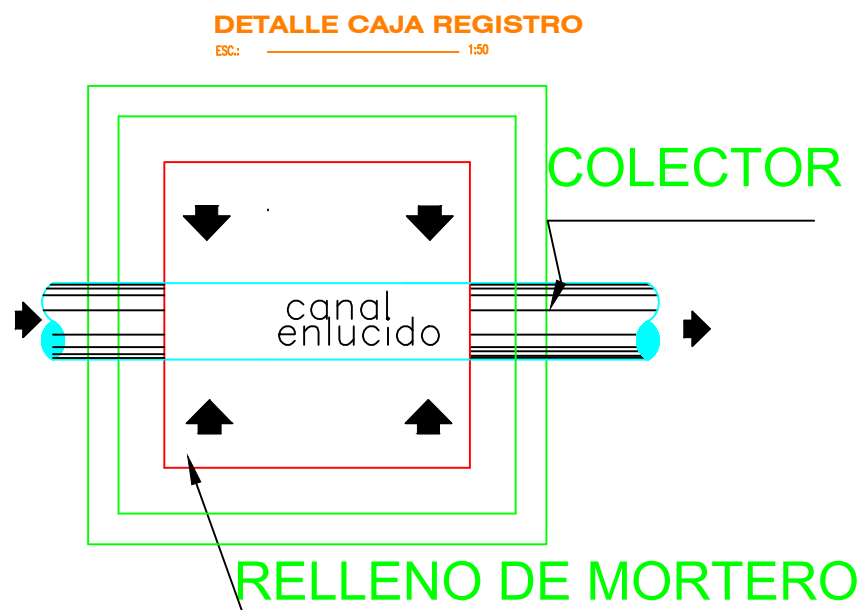 DETALLE CAJA REGISTRO
ESC.: 1:50
COLECTOR
canal
enlucido
RELLENO DE MORTERO